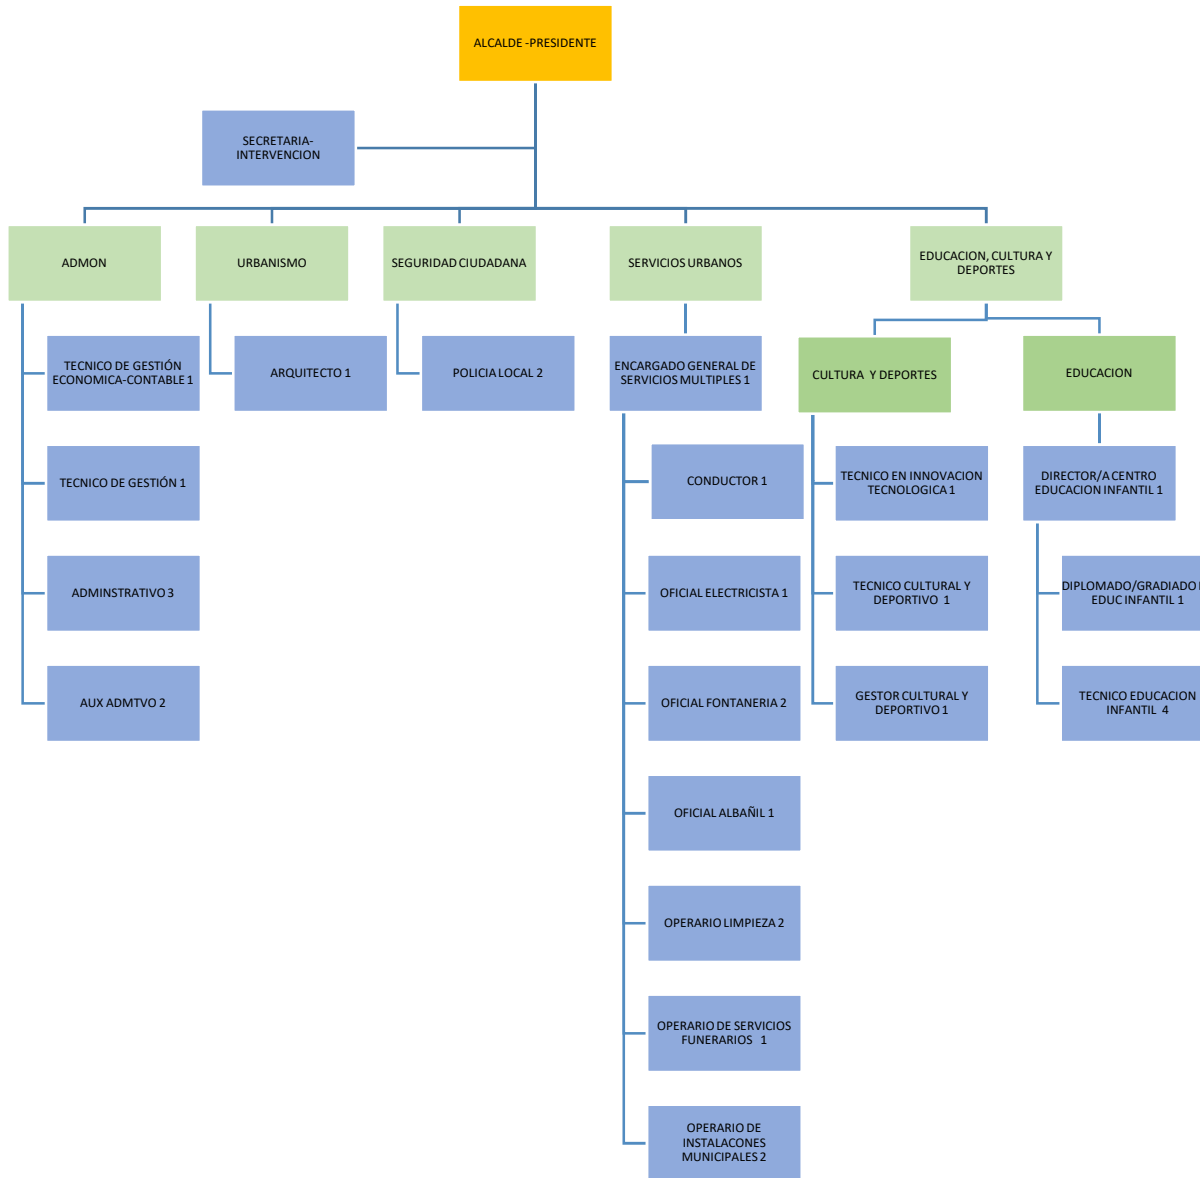 ALCALDE -PRESIDENTE
SECRETARIA-
INTERVENCION
ADMON
URBANISMO
SEGURIDAD CIUDADANA
SERVICIOS URBANOS
EDUCACION, CULTURA Y
DEPORTES
TECNICO DE GESTIÓN
ECONOMICA-CONTABLE 1
ARQUITECTO 1
POLICIA LOCAL 2
ENCARGADO GENERAL DE
SERVICIOS MULTIPLES 1
CULTURA Y DEPORTES
EDUCACION
TECNICO DE GESTIÓN 1
CONDUCTOR 1
TECNICO EN INNOVACION
TECNOLOGICA 1
DIRECTOR/A CENTRO
EDUCACION INFANTIL 1
ADMINSTRATIVO 3
OFICIAL ELECTRICISTA 1
TECNICO CULTURAL Y
DEPORTIVO 1
DIPLOMADO/GRADIADO
EDUC INFANTIL 1
AUX ADMTVO 2
OFICIAL FONTANERIA 2
GESTOR CULTURAL Y
DEPORTIVO 1
TECNICO EDUCACION
INFANTIL 4
OFICIAL ALBAÑIL 1
OPERARIO LIMPIEZA 2
OPERARIO DE SERVICIOS
FUNERARIOS 1
OPERARIO DE
INSTALACONES
MUNICIPALES 2